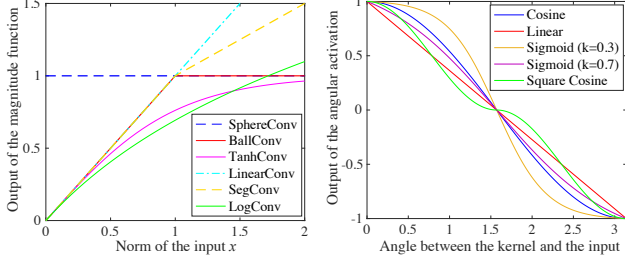 Output of the magnitude function
1.5
1
0.5
0
SphereConv
BallConv
TanhConv
LinearConv
SegConv
LogConv
0 0.5 1 1.5 2
Norm of the input x
Output of the angular activation
1
0.5
0
-0.5
-1
Cosine
Linear
Sigmoid (k=0.3)
Sigmoid (k=0.7)
Square Cosine
0 0.5 1 1.5 2 2.5 3
Angle between the kernel and the input